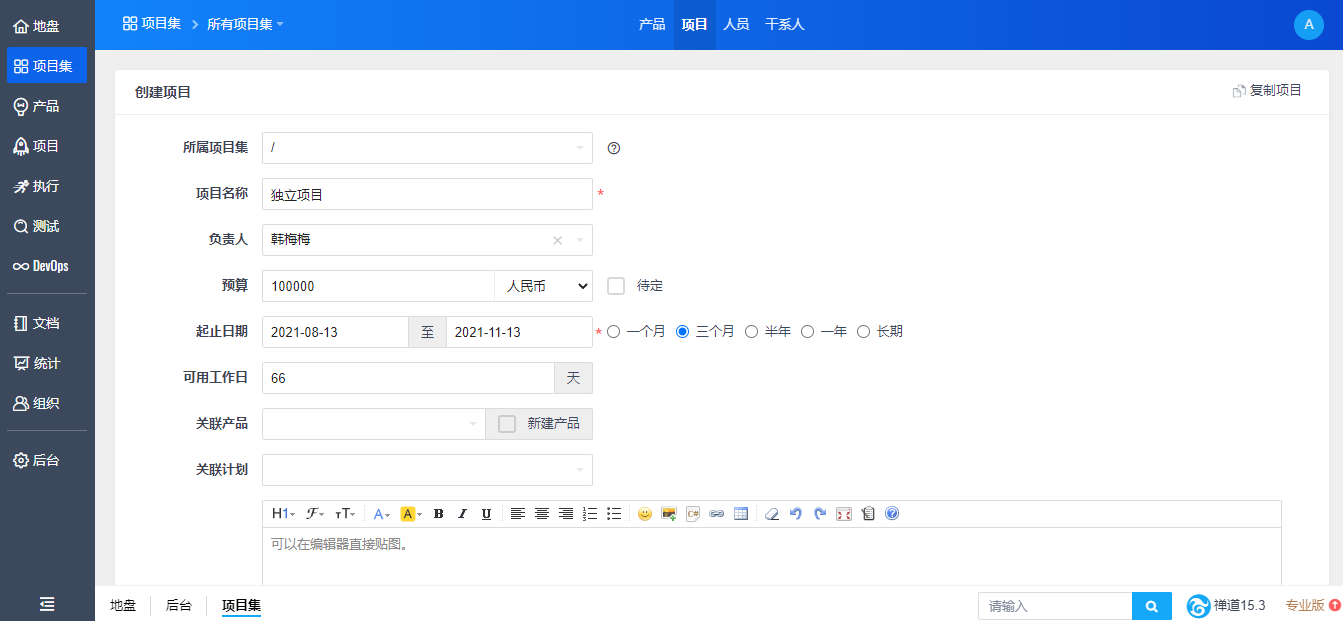 地盘
项目集
产品
项目
执行
测试
DevOps
文档
统计
组织
后台
项目集 所有项目集
产品 项目 人员 干系人
A
创建项目
复制项目
所属项目集 /
项目名称 独立项目 *
负责人 韩梅梅
预算 100000 人民币 待定
起止日期 2021-08-13 至 2021-11-13 * 一个月 三个月 半年 一年 长期
可用工作日 66 天
关联产品 新建产品
关联计划
H1 F TT A A B I U C#
可以在编辑器直接贴图。
地盘 后台 项目集
请输入
禅道15.3 专业版